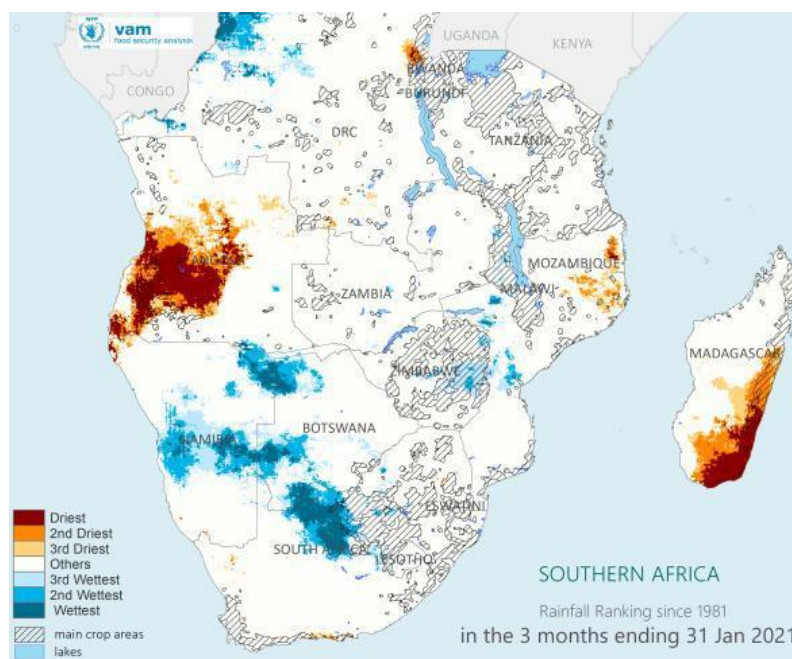 WFP
vam
food security analysis
UGANDA
KENYA
CONGO
RWANDA
BURUNDI
DRC
TANZANIA
ANGOLA
MOZAMBIQUE
MALAWI
ZAMBIA
MADAGASCAR
ZIMBABWE
BOTSWANA
NAMIBIA
ESWATINI
SOUTH AFRICA
LESOTHO
Driest
2nd Driest
3rd Driest
Others
3rd Wettest
2nd Wettest
Wettest
main crop areas
lakes
SOUTHERN AFRICA
Rainfall Ranking since 1981
in the 3 months ending 31 Jan 2021